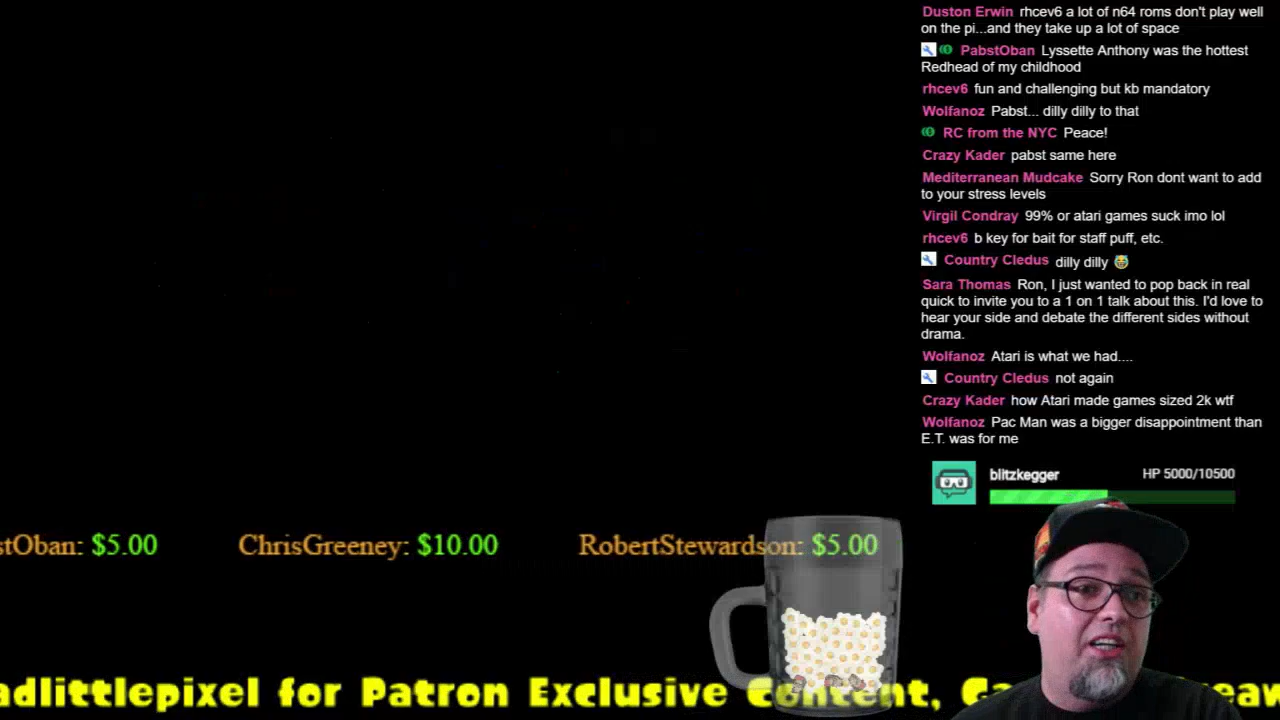 Duston Erwin rhcev6 a lot of n64 roms don't play well
on the pi...and they take up a lot of space
PabstOban Lyssette Anthony was the hottest
Redhead of my childhood
rhcev6 fun and challenging but kb mandatory
Wolfanoz Pabst... dilly dilly to that
RC from the NYC Peace!
Crazy Kader pabst same here
Mediterranean Mudcake Sorry Ron dont want to add
to your stress levels
Virgil Condray 99% or atari games suck imo lol
rhcev6 b key for bait for staff puff, etc.
Country Cledus dilly dilly 😅
Sara Thomas Ron, I just wanted to pop back in real
quick to invite you to a 1 on 1 talk about this. I'd love to
hear your side and debate the different sides without
drama.
Wolfanoz Atari is what we had....
Country Cledus not again
Crazy Kader how Atari made games sized 2k wtf
Wolfanoz Pac Man was a bigger disappointment than
E.T. was for me
blitzkegger HP 5000/10500
stOban: $5.00 ChrisGreeney: $10.00 RobertStewardson: $5.00
adlittlepixel for Patron Exclusive Content,